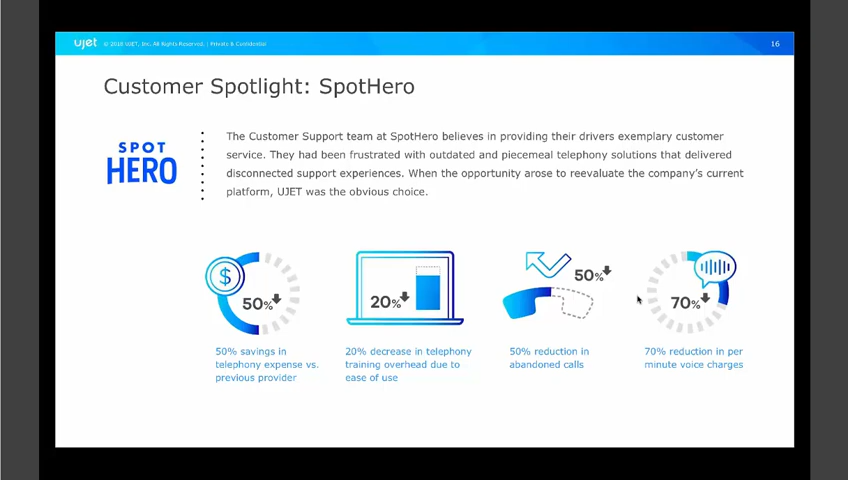 ujet © 2018 UJET, Inc. All Rights Reserved. | Private & Confidential 16
Customer Spotlight: SpotHero
SPOT
HERO
The Customer Support team at SpotHero believes in providing their drivers exemplary customer
service. They had been frustrated with outdated and piecemeal telephony solutions that delivered
disconnected support experiences. When the opportunity arose to reevaluate the company's current
platform, UJET was the obvious choice.
$
50%
20%
50%
70%
50% savings in
telephony expense vs.
previous provider
20% decrease in telephony
training overhead due to
ease of use
50% reduction in
abandoned calls
70% reduction in per
minute voice charges